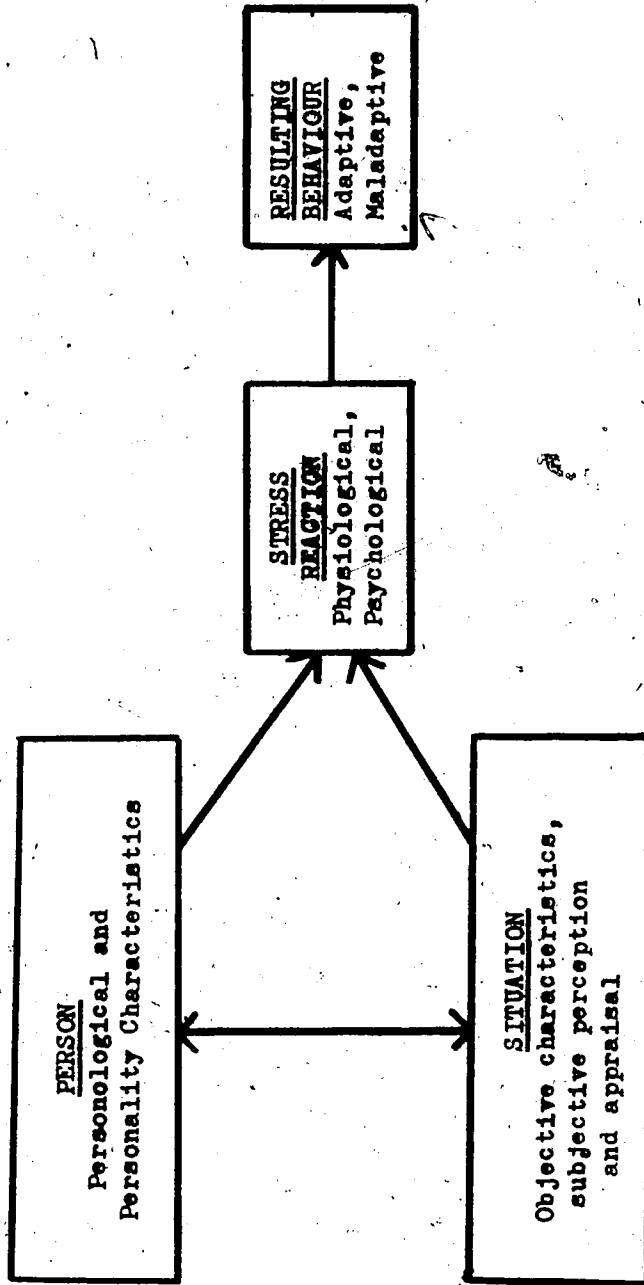 PERSON
Personological and
Personality Characteristics
SITUATION
Objective characteristics,
subjective perception
and appraisal
STRESS
REACTION
Physiological,
Psychological
RESULTING
BEHAVIOUR
Adaptive,
Maladaptive